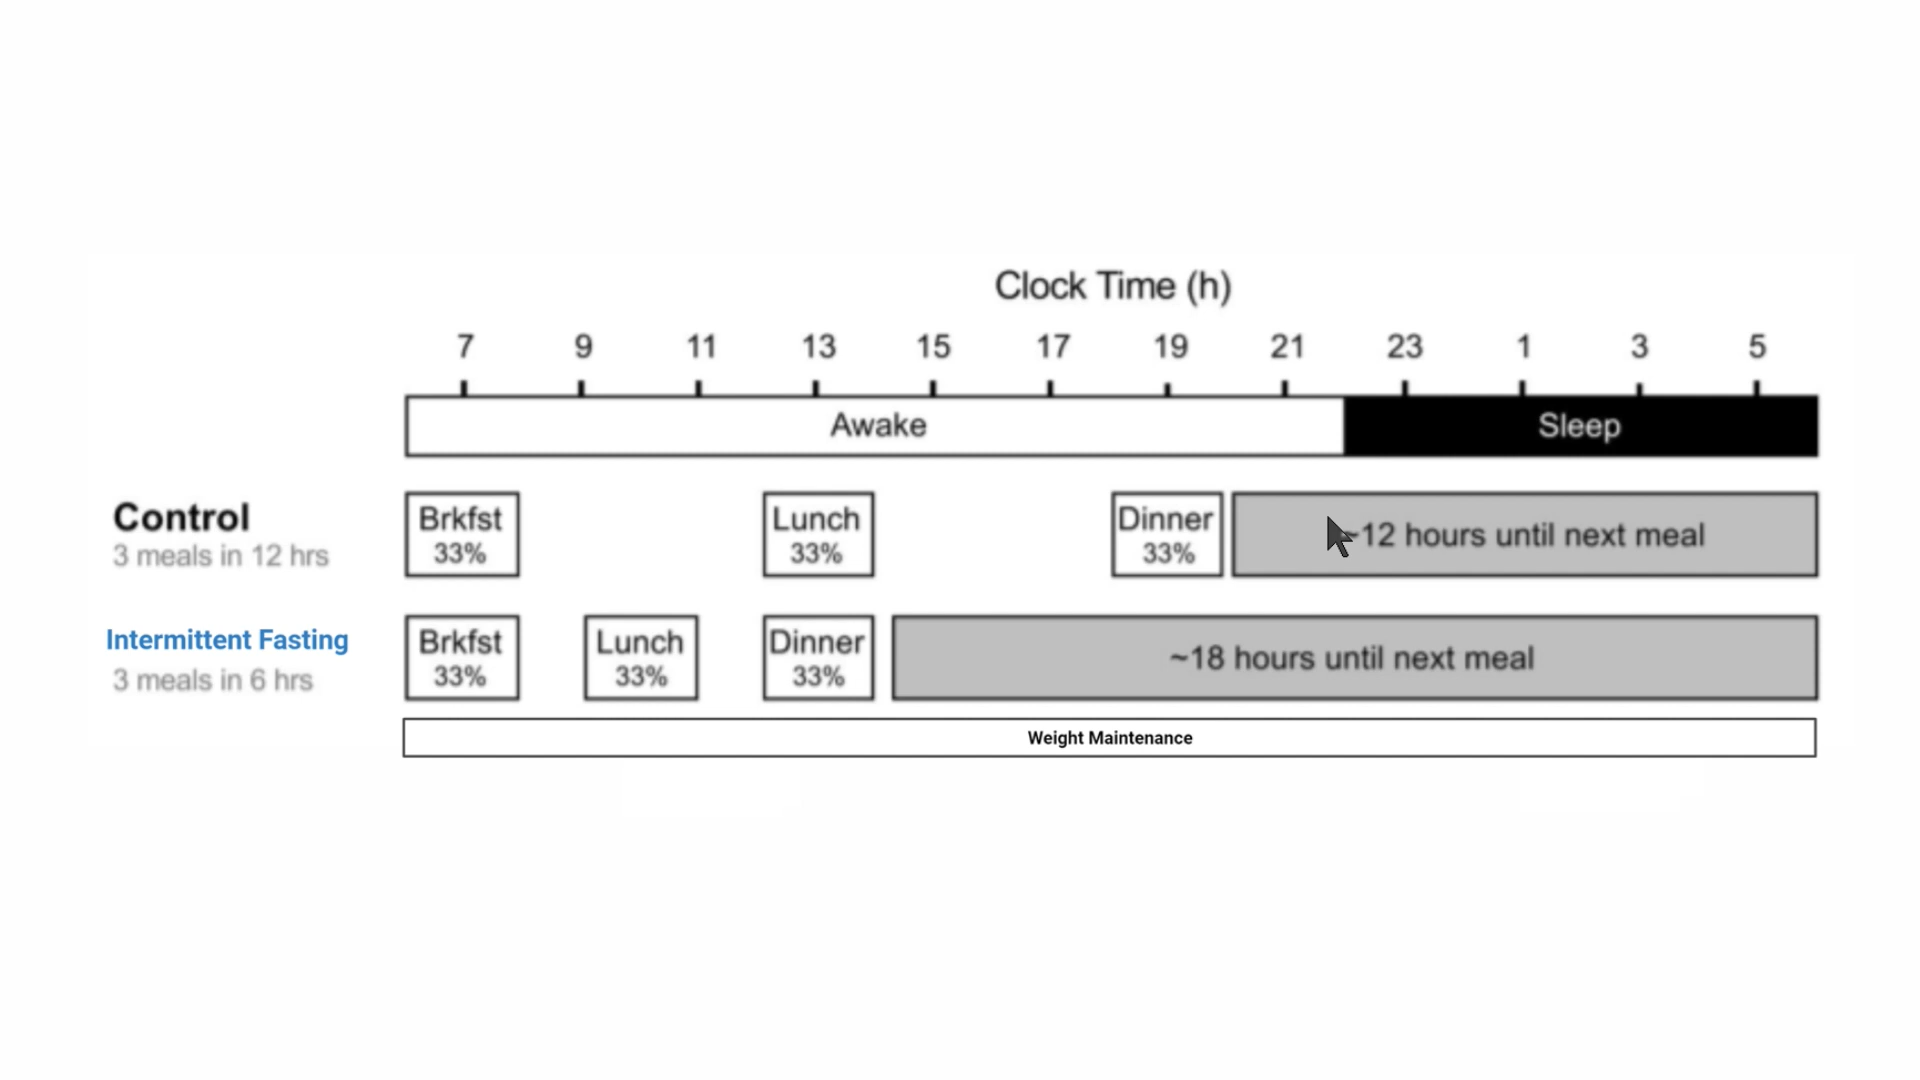 Clock Time (h)
7 9 11 13 15 17 19 21 23 1 3 5
Awake Sleep
Control
3 meals in 12 hrs
Brkfst
33%
Lunch
33%
Dinner
33%
~12 hours until next meal
Intermittent Fasting
3 meals in 6 hrs
Brkfst
33%
Lunch
33%
Dinner
33%
~18 hours until next meal
Weight Maintenance